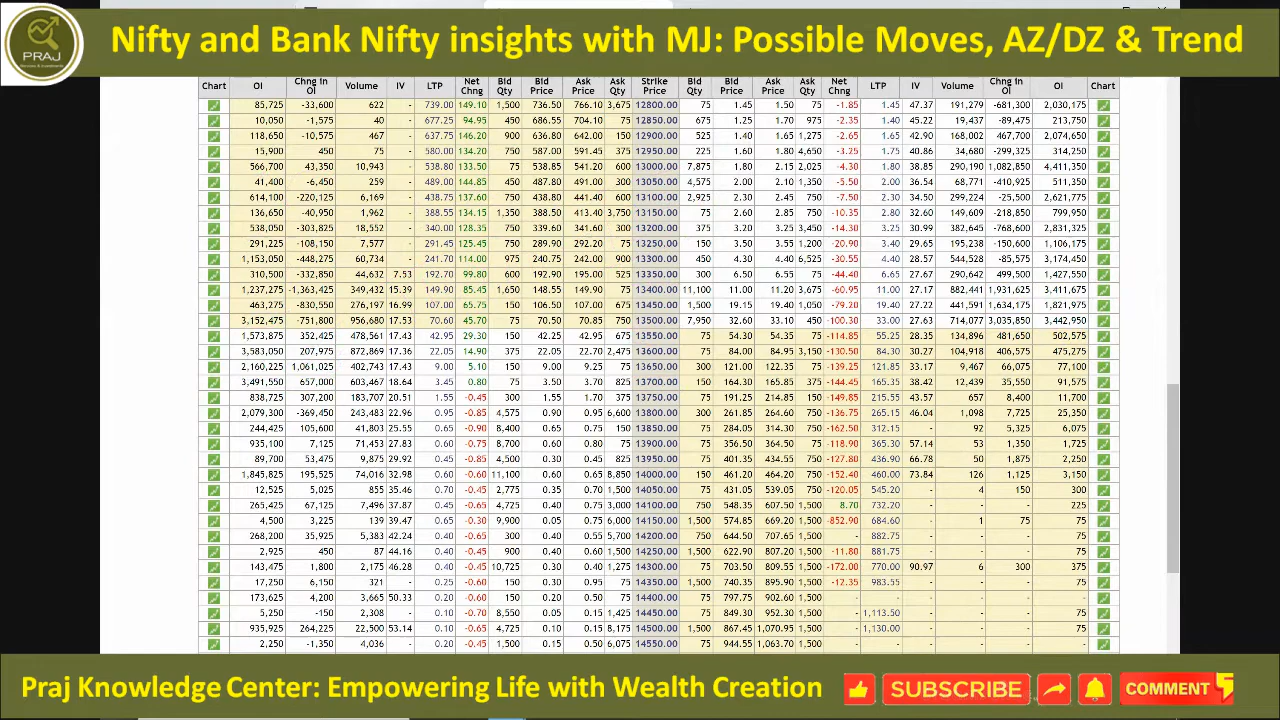 Nifty and Bank Nifty insights with MJ: Possible Moves, AZ/DZ & Trend
PRAJ
Chart OI Chng in OI Volume IV LTP Net Chng Bid Qty Bid Price Ask Price Ask Qty Strike Price Bid Qty Bid Price Ask Price Ask Qty Net Chng LTP IV Volume Chng in OI OI Chart
85,725 -33,600 622 - 739.00 149.10 1,500 736.50 766.10 3,675 12800.00 75 1.45 1.50 75 -1.85 1.45 47.37 191,279 -681,300 2,030,175
10,050 -1,575 40 - 677.25 94.95 450 686.55 704.10 75 12850.00 675 1.25 1.70 975 -2.35 1.40 45.22 19,437 -89,475 213,750
118,650 -10,575 467 - 637.75 146.20 900 636.80 642.00 150 12900.00 525 1.40 1.65 1,275 -2.65 1.65 42.90 168,002 467,700 2,074,650
15,900 450 75 - 580.00 134.20 900 587.00 591.45 375 12950.00 225 1.60 1.80 4,650 -3.25 1.75 40.86 34,680 -299,325 314,250
566,700 43,350 10,943 - 538.80 133.50 75 538.85 541.20 600 13000.00 7,875 1.80 2.15 2,025 -4.30 1.80 38.85 290,190 1,082,850 4,411,350
41,400 -6,450 259 - 489.00 144.85 450 487.80 491.00 300 13050.00 4,575 2.00 2.10 1,350 -5.50 2.00 36.54 68,771 -410,925 511,350
614,100 -220,125 6,169 - 438.75 137.60 750 438.80 441.40 600 13100.00 2,925 2.30 2.45 750 -7.50 2.30 34.50 299,224 -25,500 2,621,775
136,650 -40,950 1,962 - 388.55 134.15 1,350 388.50 413.40 3,750 13150.00 75 2.60 2.85 750 -10.35 2.80 32.60 149,609 -218,850 799,950
538,050 -303,825 18,552 - 340.00 128.35 750 339.60 341.60 300 13200.00 375 3.20 3.25 3,450 -14.30 3.25 30.99 382,645 -768,600 2,831,325
291,225 -108,150 7,577 - 291.45 125.45 750 289.90 292.20 75 13250.00 150 3.50 3.55 1,200 -20.90 3.40 29.65 195,238 -150,600 1,106,175
1,153,050 -448,275 60,734 - 241.70 114.00 975 240.75 242.00 900 13300.00 450 4.30 4.40 6,525 -30.55 4.40 28.57 544,528 -85,575 3,174,450
310,500 -332,850 44,632 7.53 192.70 99.80 600 192.90 195.00 525 13350.00 300 6.50 6.55 75 -44.40 6.65 27.67 290,642 499,500 1,427,550
1,237,275 -1,363,425 349,432 149.90 85.45 1,650 148.55 149.90 75 13400.00 11,100 11.00 11.20 3,675 -60.95 11.00 27.17 882,441 1,931,625 3,411,675
463,275 -830,550 276,197 16.99 107.00 65.75 150 106.50 107.00 675 13450.00 1,500 19.15 19.40 1,050 -79.20 19.40 27.22 441,591 1,634,175 1,821,975
3,152,475 -751,800 956,680 70.60 45.70 75 70.50 70.85 750 13500.00 7,950 32.60 33.10 450 -100.30 33.00 27.63 714,077 3,035,850 3,442,950
1,573,875 352,425 478,561 17.43 42.95 29.30 150 42.25 42.95 675 13550.00 75 54.30 54.35 75 -114.85 55.25 28.35 134,896 481,650 502,575
3,583,050 207,975 872,869 17.36 22.05 14.90 375 22.05 22.70 2,475 13600.00 75 84.00 84.95 3,150 -130.50 84.30 30.27 104,918 406,575 475,275
2,160,225 1,061,025 402,743 9.00 5.10 150 9.00 9.25 75 13650.00 300 121.00 122.35 75 -139.25 121.85 33.17 9,467 66,075 77,100
3,491,550 657,000 603,467 18.64 3.45 0.80 75 3.50 3.70 825 13700.00 150 164.30 165.85 375 -144.45 165.35 38.42 12,439 35,550 91,575
838,725 307,200 183,707 20.51 1.55 -0.45 300 1.55 1.70 375 13750.00 75 191.25 214.85 150 -149.85 215.55 43.57 657 8,400 11,700
2,079,300 -369,450 243,483 22.96 0.95 -0.85 4,575 0.90 0.95 6,600 13800.00 300 261.85 264.60 750 -136.75 265.15 46.04 1,098 7,725 25,350
244,425 105,600 41,803 25.55 0.65 -0.90 8,400 0.65 0.75 150 13850.00 75 284.05 314.30 750 -162.50 312.15 - 92 5,325 6,075
935,100 7,125 71,453 27.83 0.60 -0.75 8,700 0.60 0.80 75 13900.00 75 356.50 364.50 750 -118.90 365.30 57.14 53 1,350 1,725
89,700 53,475 9,875 29.92 0.45 -0.85 4,500 0.30 0.45 825 13950.00 75 401.35 434.55 750 -127.80 436.90 66.78 50 1,875 2,250
1,845,825 195,525 74,016 32.98 0.60 -0.60 11,100 0.60 0.65 8,850 14000.00 150 461.20 464.20 750 -152.40 460.00 73.84 126 1,125 3,150
12,525 5,025 855 35.46 0.70 -0.45 2,775 0.35 0.70 1,500 14050.00 75 431.05 539.05 750 -120.05 545.20 - 4 150 300
265,425 67,125 7,496 37.87 0.45 -0.65 4,725 0.40 0.45 3,000 14100.00 75 548.35 607.50 1,500 8.70 732.20 - - - 225
4,500 3,225 139 39.47 0.65 -0.30 9,900 0.05 0.75 6,000 14150.00 1,500 574.85 669.20 1,500 -852.90 684.60 - 1 75 75
268,200 35,925 5,383 42.24 0.40 -0.45 300 0.40 0.55 5,700 14200.00 750 644.50 707.65 1,500 - 882.75 - - - 75
2,925 450 87 44.16 0.40 -0.45 900 0.40 0.60 1,500 14250.00 1,500 622.90 807.20 1,500 -11.80 881.75 - - - 75
143,475 1,800 2,175 46.28 0.40 -0.40 10,725 0.30 0.40 1,275 14300.00 75 703.50 809.55 1,500 -172.00 770.00 90.97 6 300 375
17,250 6,150 321 - 0.25 -0.60 150 0.30 0.95 75 14350.00 1,500 740.35 895.90 1,500 -12.35 983.55 - - - 75
173,625 4,200 3,665 50.33 0.20 -0.60 150 0.20 0.50 75 14400.00 75 797.75 902.60 1,500 - - - - - -
5,250 -150 2,308 - 0.10 -0.70 8,550 0.05 0.15 1,425 14450.00 75 849.30 952.30 1,500 - 1,113.50 - - - 75
935,925 264,225 22,500 53.14 0.10 -0.65 4,725 0.10 0.15 8,175 14500.00 1,500 867.45 1,070.95 1,500 - 1,130.00 - - - 75
2,250 -1,350 4,036 - 0.20 -0.45 1,500 0.15 0.50 6,075 14550.00 75 944.55 1,063.70 1,500 - - - - - -
Praj Knowledge Center: Empowering Life with Wealth Creation
SUBSCRIBE
COMMENT